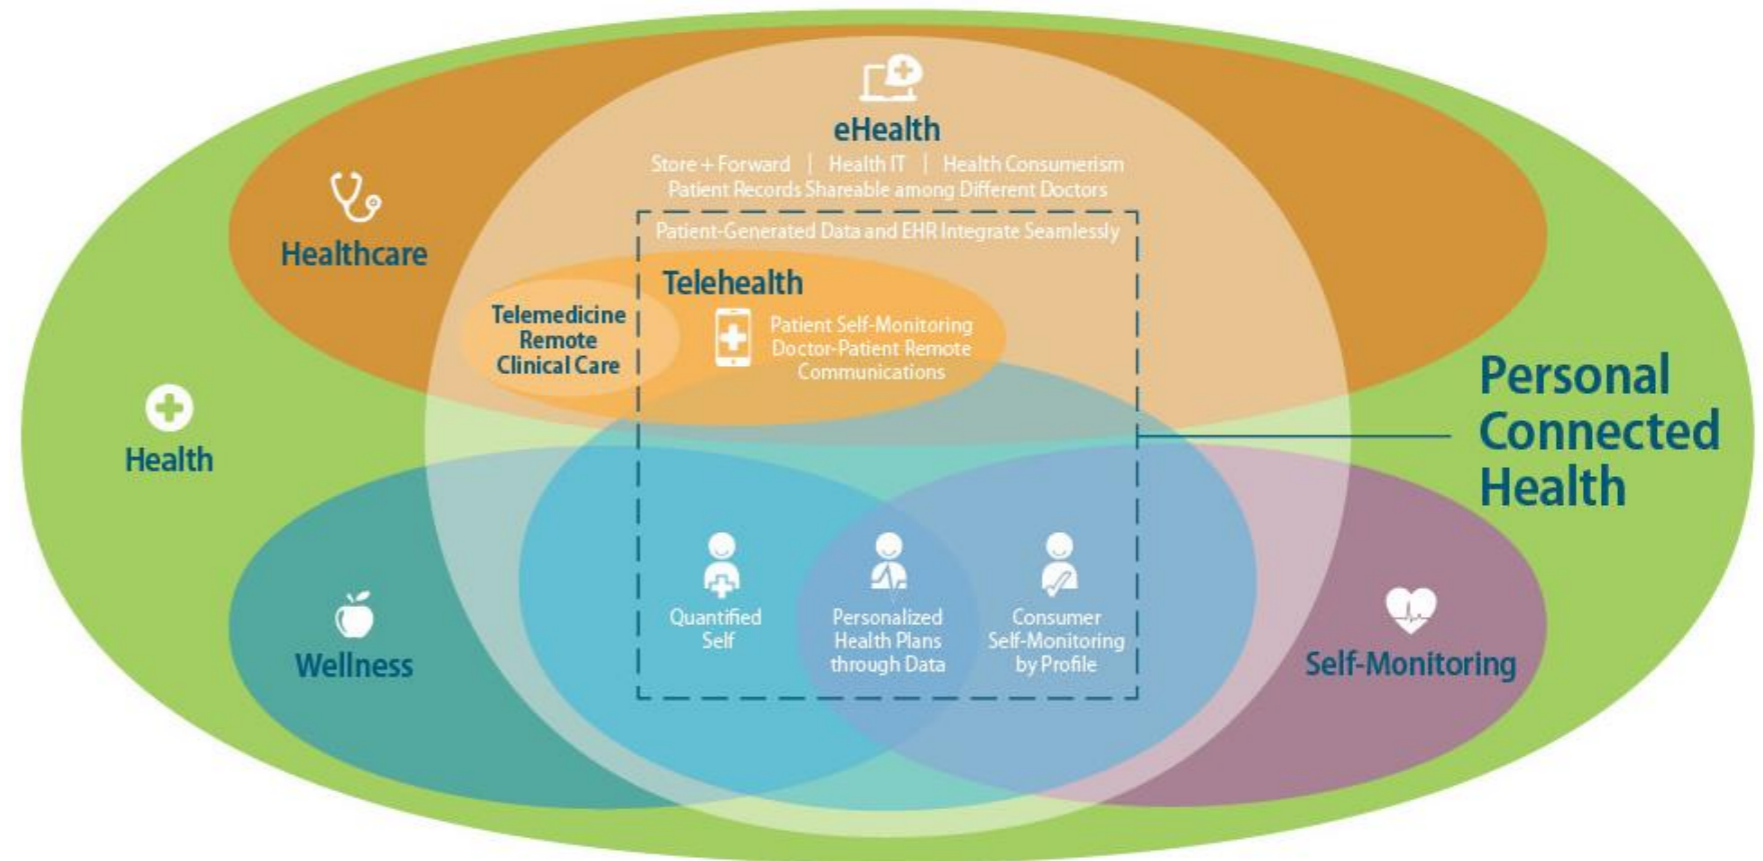 eHealth
Store + Forward | Health IT | Health Consumerism
Patient Records Shareable among Different Doctors
Patient-Generated Data and EHR Integrate Seamlessly
Healthcare
Telehealth
Patient Self-Monitoring
Doctor-Patient Remote
Communications
Telemedicine
Remote
Clinical Care
Personal
Connected
Health
Health
Quantified
Self
Personalized
Health Plans
through Data
Consumer
Self-Monitoring
by Profile
Wellness
Self-Monitoring